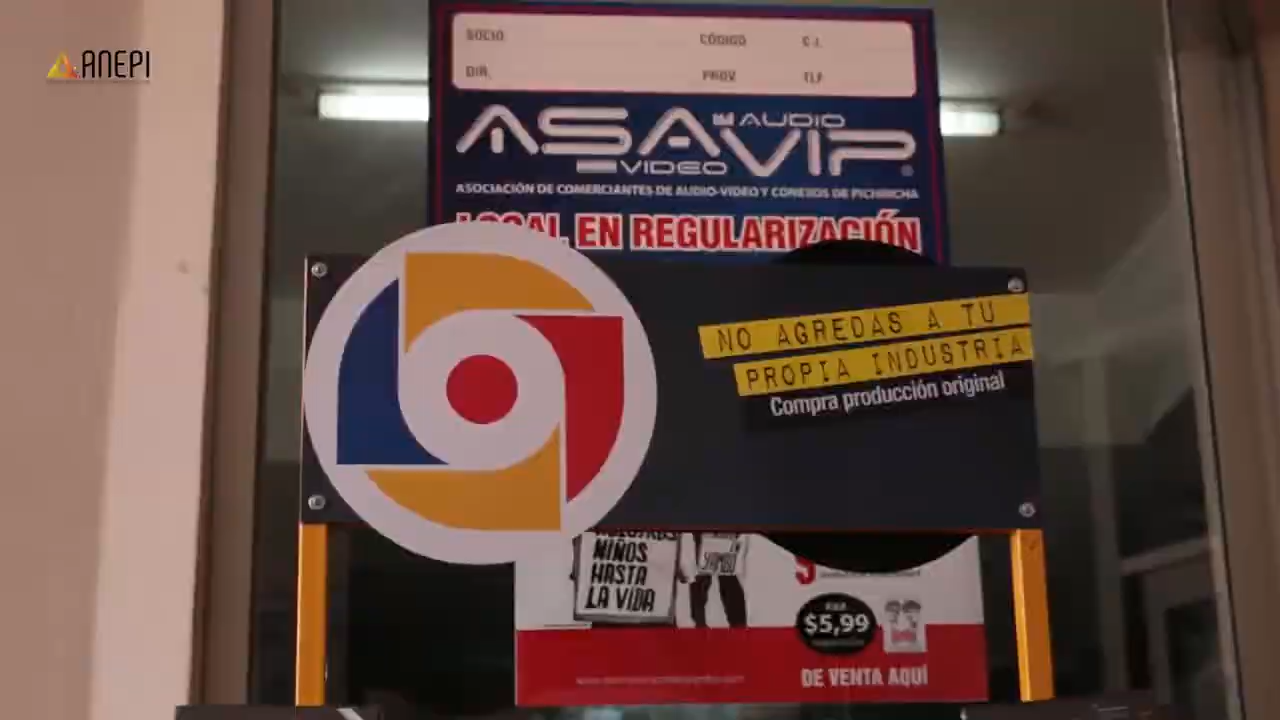 ANEPI
SOCIO
CÓDIGO
C.I.
DIR.
PROV.
TLF.
ASAVIP
AUDIO
VIDEO
ASOCIACIÓN DE COMERCIANTES DE AUDIO-VIDEO Y CONEXOS DE PICHINCHA
LOCAL EN REGULARIZACIÓN
NO AGREDAS A TU
PROPIA INDUSTRIA
Compra producción original
NIÑOS
HASTA
LA VIDA
$5,99
DE VENTA AQUÍ